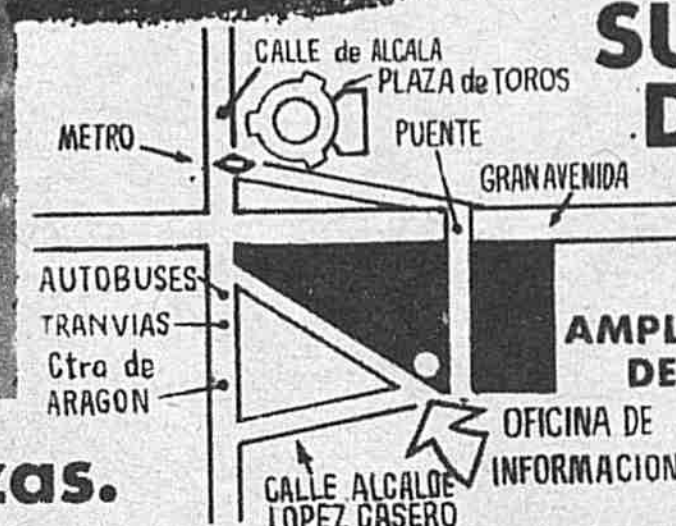 SU
D
CALLE de ALCALA
PLAZA de TOROS
METRO
PUENTE
GRAN AVENIDA
AUTOBUSES
TRANVIAS
Ctra de
ARAGON
AMPL
DE
OFICINA DE
INFORMACION
zas.
CALLE ALCALDE
LOPEZ CASERO